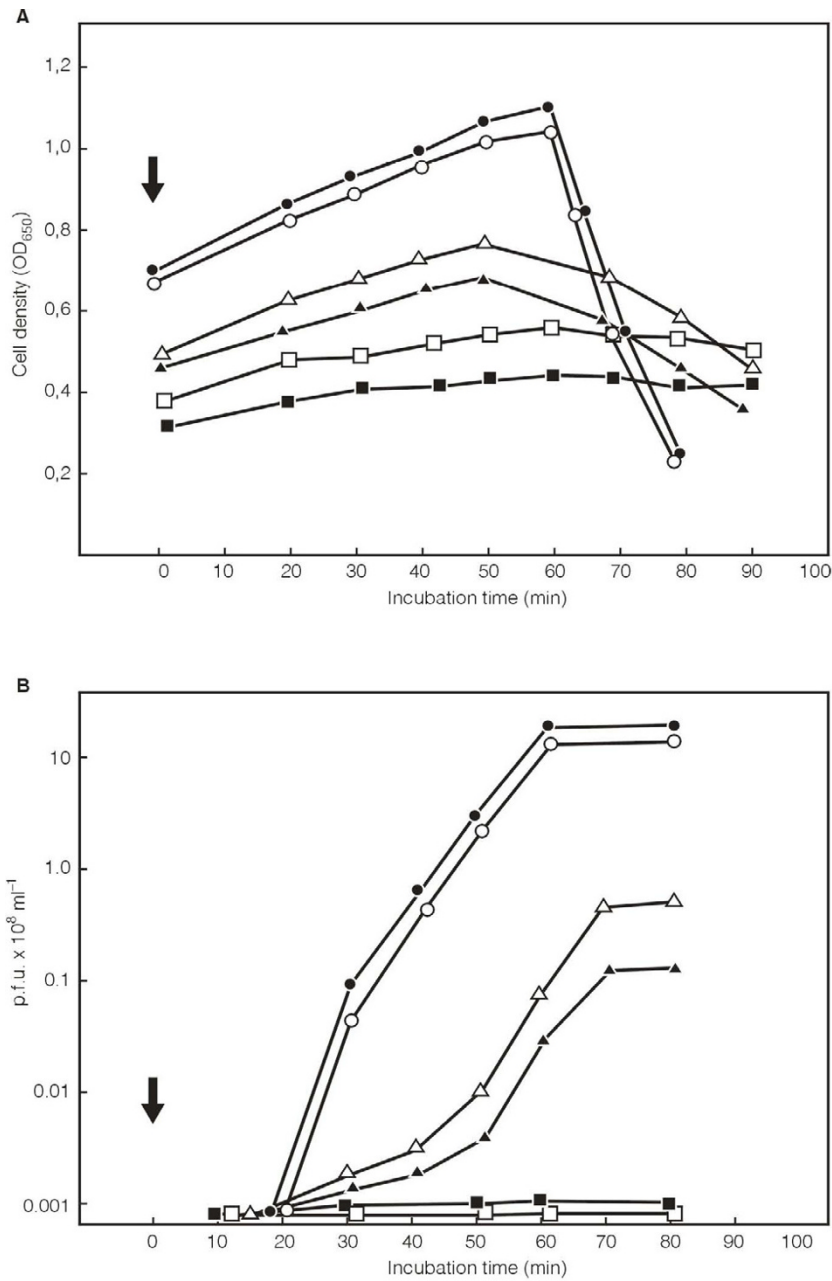 A
1,2
1,0
0,8
0,6
0,4
0,2
Cell density (OD650)
0 10 20 30 40 50 60 70 80 90 100
Incubation time (min)
B
10
1.0
0.1
0.01
0.001
p.f.u. x 10⁸ ml⁻¹
0 10 20 30 40 50 60 70 80 90 100
Incubation time (min)